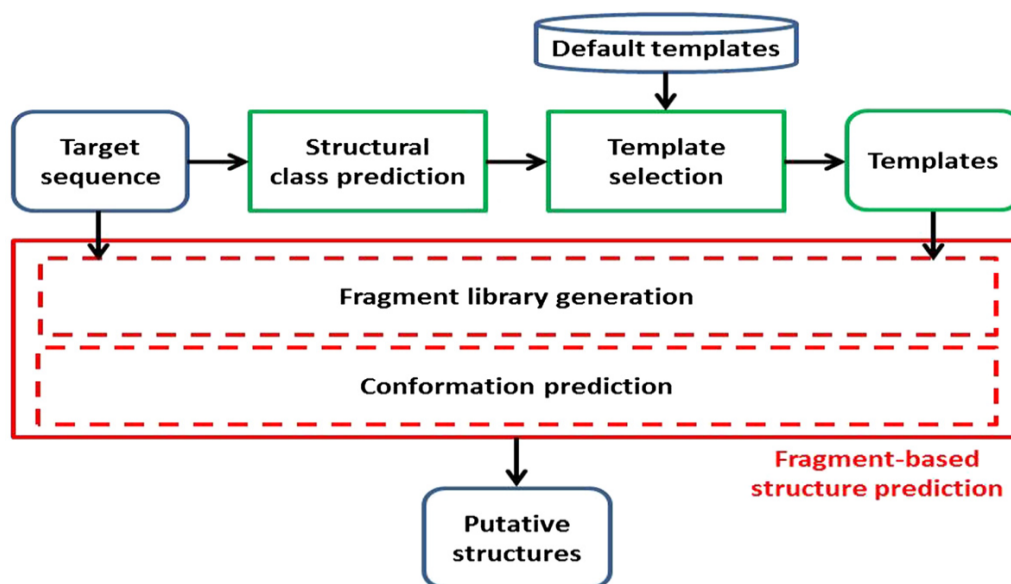 Default templates
Target
sequence
Structural
class prediction
Template
selection
Templates
Fragment library generation
Conformation prediction
Fragment-based
structure prediction
Putative
structures